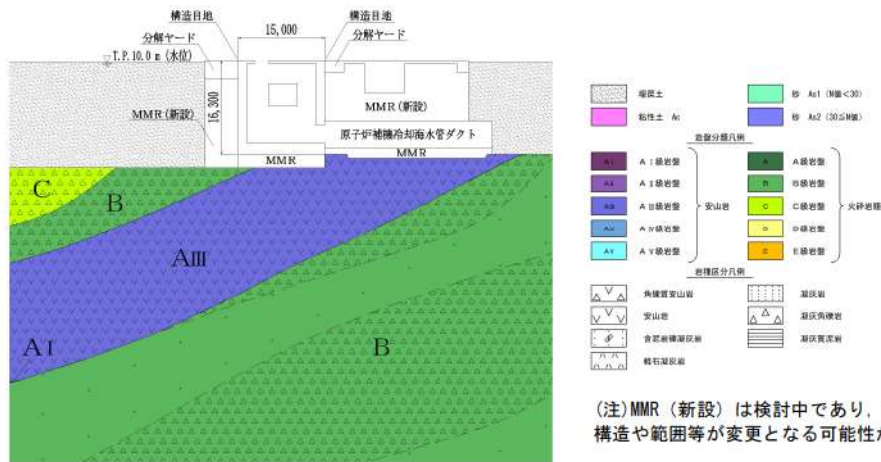 構造目地
構造目地
15,000
分解ヤード
分解ヤード
T.P.10.0 m (水位)
16,300
MMR(新設)
MMR
(新設)
原子炉補機冷却海水管ダクト
MMR
MMR
C
B
AⅢ
AⅠ
B
埋戻土
砂 As1 (N値<30)
粘性土 Ac
砂 As2 (30≦N値)
岩盤分類凡例
AⅠ級岩盤
A A級岩盤
AⅡ級岩盤
B B級岩盤
AⅢ級岩盤
安山岩
C C級岩盤
火砕岩類
AⅣ級岩盤
D D級岩盤
AⅤ級岩盤
E E級岩盤
岩種区分凡例
角礫質安山岩
凝灰岩
安山岩
凝灰角礫岩
含泥岩礫凝灰岩
凝灰質泥岩
軽石凝灰岩
(注)MMR(新設)は検討中であり,
構造や範囲等が変更となる可能性が